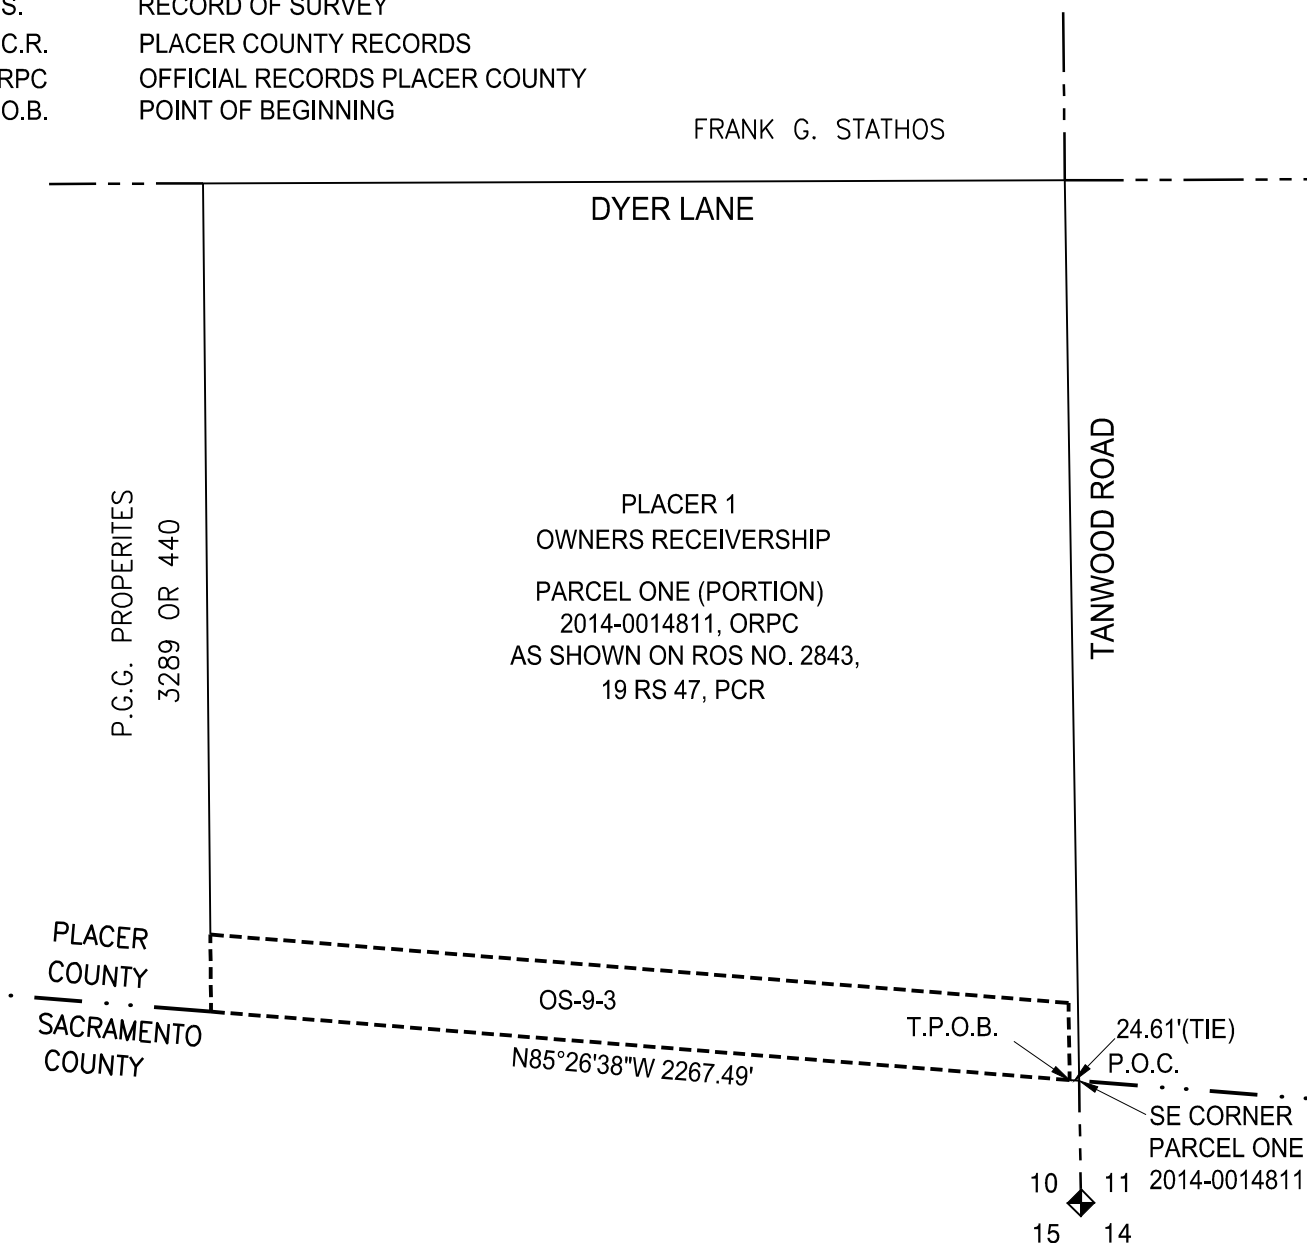 S. RECORD OF SURVEY
C.R. PLACER COUNTY RECORDS
RPC OFFICIAL RECORDS PLACER COUNTY
O.B. POINT OF BEGINNING
FRANK G. STATHOS
DYER LANE
TANWOOD ROAD
P.G.G. PROPERITES
3289 OR 440
PLACER 1
OWNERS RECEIVERSHIP
PARCEL ONE (PORTION)
2014-0014811, ORPC
AS SHOWN ON ROS NO. 2843,
19 RS 47, PCR
PLACER
COUNTY
SACRAMENTO
COUNTY
OS-9-3
N85°26'38"W 2267.49'
T.P.O.B.
24.61'(TIE)
P.O.C.
SE CORNER
PARCEL ONE
2014-0014811
10 11
15 14